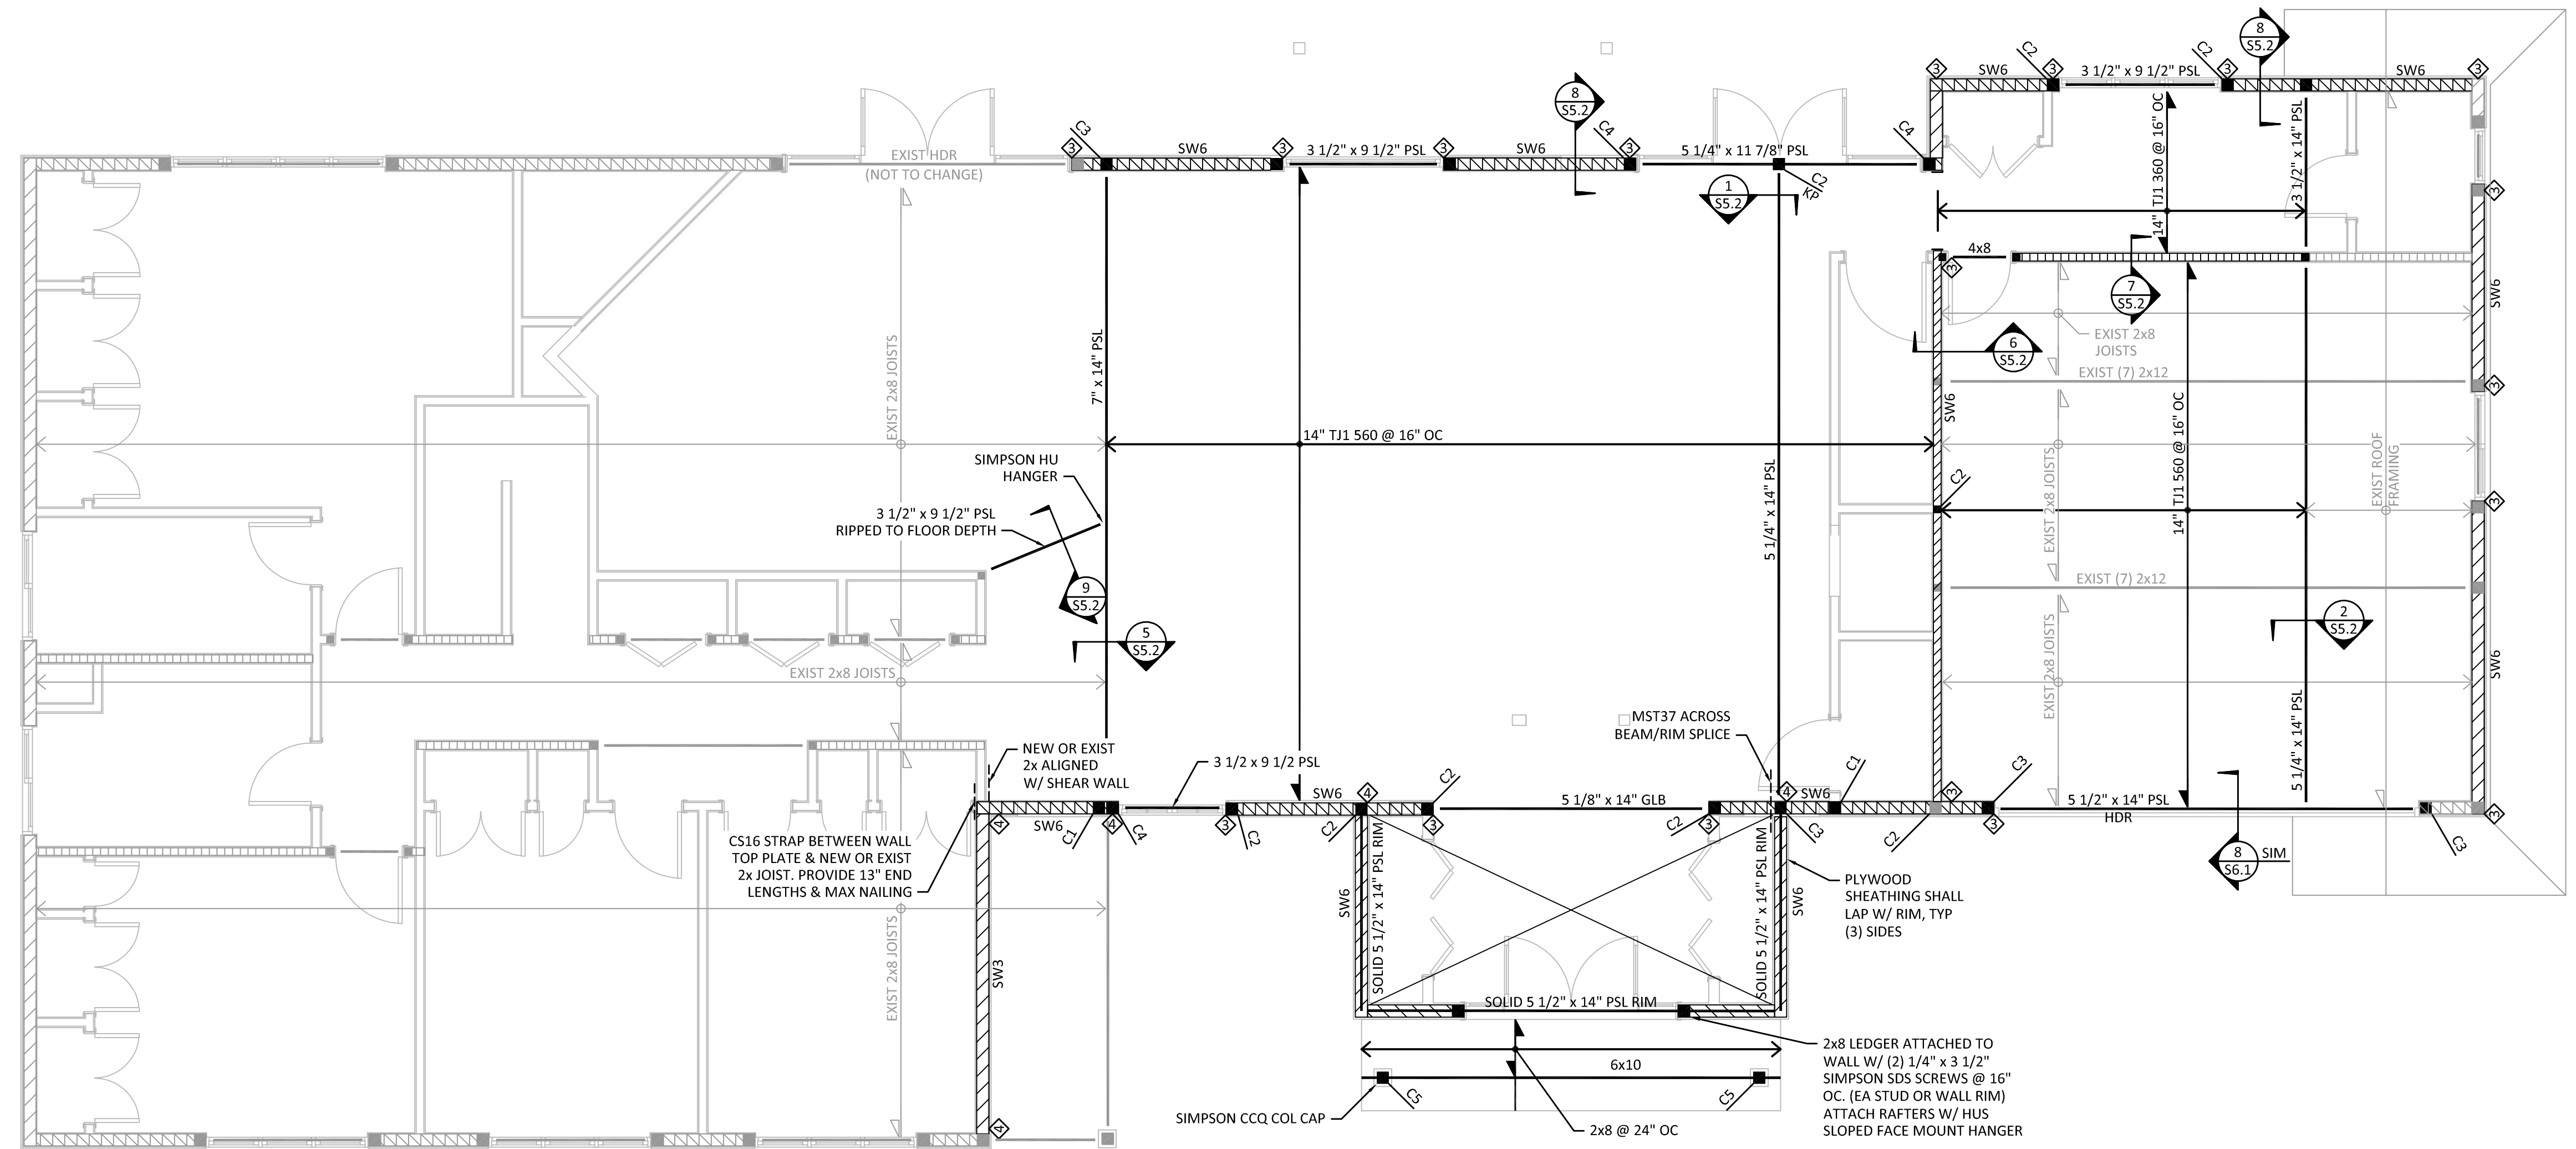 8
S5.2
C2
C2
3
SW6
3
3 1/2" x 9 1/2" PSL
3
SW6
3
8
S5.2
C3
3
SW6
3
3 1/2" x 9 1/2" PSL
3
SW6
C4
3
5 1/4" x 11 7/8" PSL
C4
C2
KP
EXIST HDR
(NOT TO CHANGE)
1
S5.2
14" TJ1 360 @ 16" OC
3 1/2" x 14" PSL
3
4x8
3
7
S5.2
SW6
EXIST 2x8
JOISTS
6
S5.2
EXIST (7) 2x12
3
7" x 14" PSL
EXIST 2x8 JOISTS
SW6
14" TJ1 560 @ 16" OC
14" TJ1 560 @ 16" OC
EXIST ROOF
FRAMING
SIMPSON HU
HANGER
C2
3
3 1/2" x 9 1/2" PSL
RIPPED TO FLOOR DEPTH
5 1/4" x 14" PSL
EXIST 2x8 JOISTS
EXIST (7) 2x12
9
S5.2
5
S5.2
2
S5.2
EXIST 2x8 JOISTS
EXIST 2x8 JOISTS
SW6
5 1/4" x 14" PSL
MST37 ACROSS
BEAM/RIM SPLICE
NEW OR EXIST
2x ALIGNED
W/ SHEAR WALL
3 1/2 x 9 1/2 PSL
C2
C1
C3
SW6
4
5 1/8" x 14" GLB
4
SW6
3
5 1/2" x 14" PSL
HDR
4
SW6
C1
4
C4
3
C2
C2
3
C2
3
C3
C2
3
3
C3
CS16 STRAP BETWEEN WALL
TOP PLATE & NEW OR EXIST
2x JOIST. PROVIDE 13" END
LENGTHS & MAX NAILING
8
S6.1
SIM
SW6
SOLID 5 1/2" x 14" PSL RIM
SOLID 5 1/2" x 14" PSL RIM
SW6
PLYWOOD
SHEATHING SHALL
LAP W/ RIM, TYP
(3) SIDES
EXIST 2x8 JOISTS
SW3
SOLID 5 1/2" x 14" PSL RIM
2x8 LEDGER ATTACHED TO
WALL W/ (2) 1/4" x 3 1/2"
SIMPSON SDS SCREWS @ 16"
OC. (EA STUD OR WALL RIM)
ATTACH RAFTERS W/ HUS
SLOPED FACE MOUNT HANGER
6x10
C5
C5
SIMPSON CCQ COL CAP
2x8 @ 24" OC
4